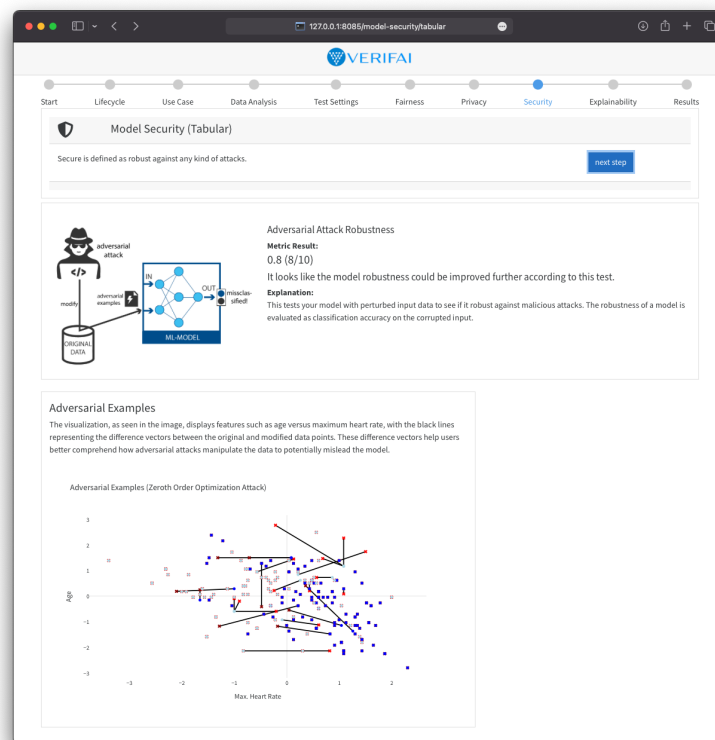 127.0.0.1:8085/model-security/tabular
VERIFAI
Start Lifecycle Use Case Data Analysis Test Settings Fairness Privacy Security Explainability Results
Model Security (Tabular)
Secure is defined as robust against any kind of attacks.
next step
adversarial
attack
</>
modify
adversarial
examples
ORIGINAL
DATA
IN
OUT
ML-MODEL
missclas-
sified!
Adversarial Attack Robustness
Metric Result:
0.8 (8/10)
It looks like the model robustness could be improved further according to this test.
Explanation:
This tests your model with perturbed input data to see if it robust against malicious attacks. The robustness of a model is
evaluated as classification accuracy on the corrupted input.
Adversarial Examples
The visualization, as seen in the image, displays features such as age versus maximum heart rate, with the black lines
representing the difference vectors between the original and modified data points. These difference vectors help users
better comprehend how adversarial attacks manipulate the data to potentially mislead the model.
Adversarial Examples (Zeroth Order Optimization Attack)
3
2
1
0
−1
−2
−3
Age
−3 −2 −1 0 1 2
Max. Heart Rate